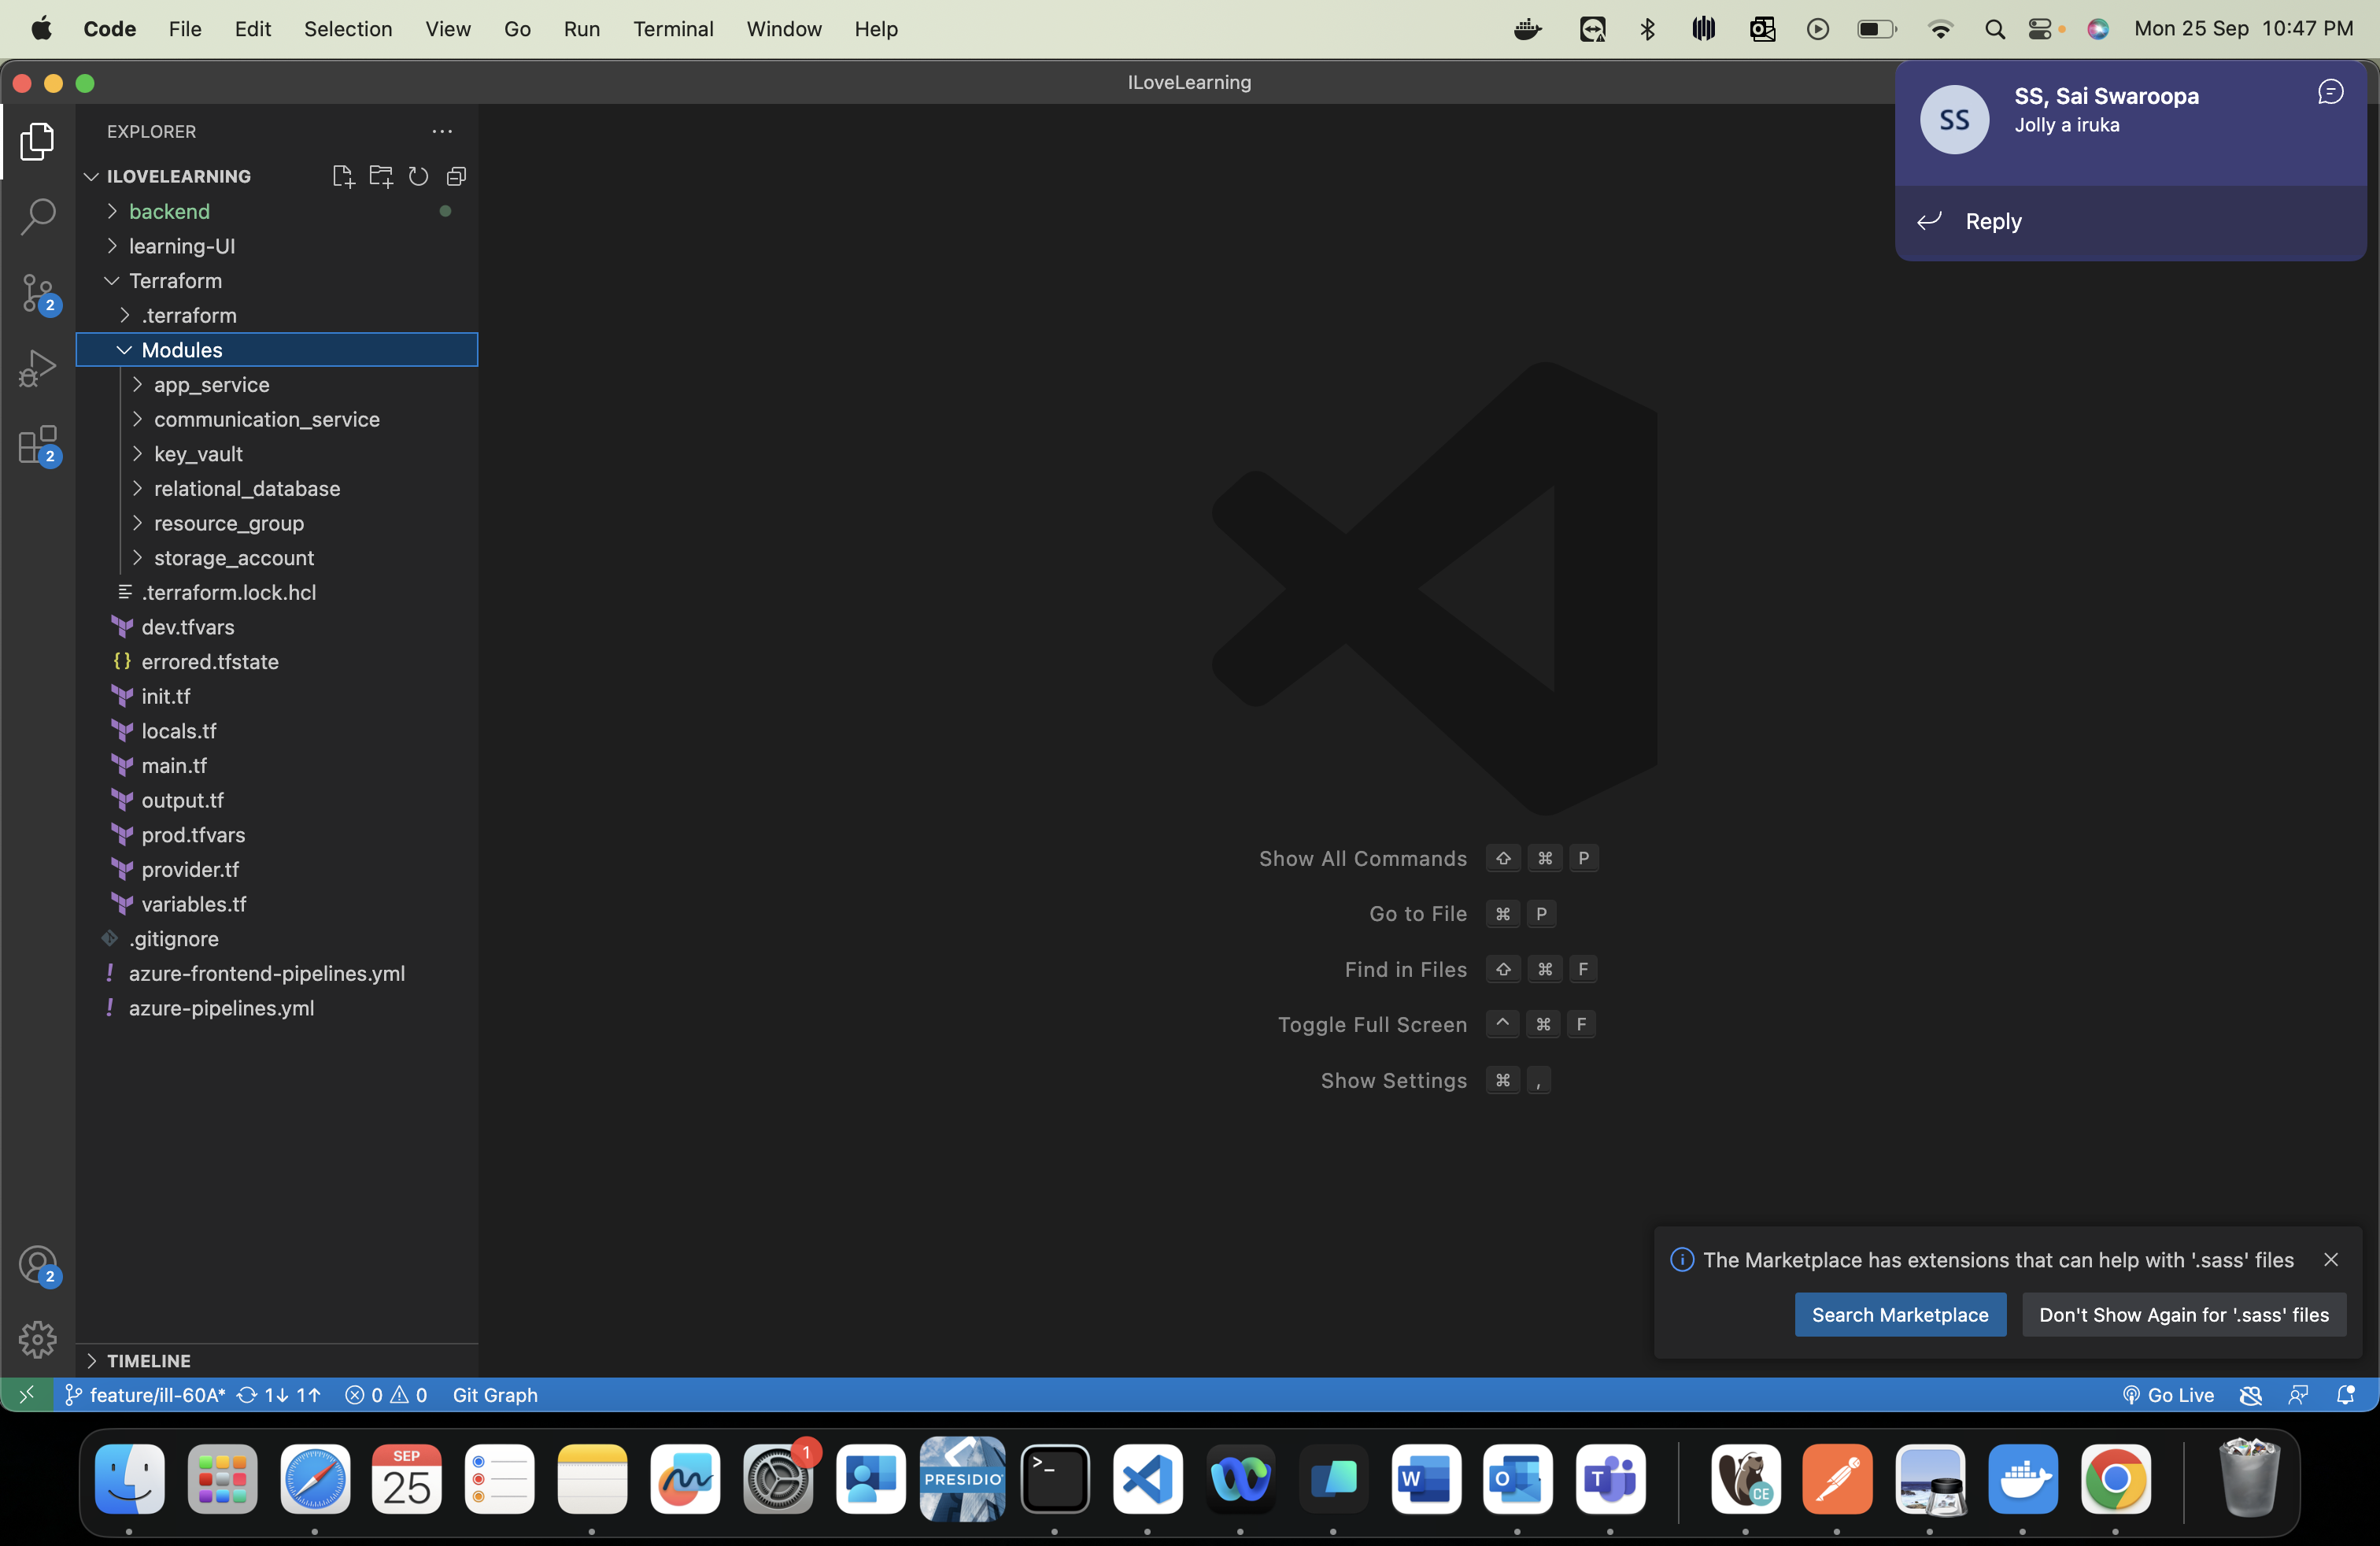 Code File Edit Selection View Go Run Terminal Window Help Mon 25 Sep 10:47 PM
ILoveLearning
SS
SS, Sai Swaroopa
Jolly a iruka
Reply
EXPLORER
ILOVELEARNING
backend
learning-UI
Terraform
.terraform
Modules
app_service
communication_service
key_vault
relational_database
resource_group
storage_account
.terraform.lock.hcl
dev.tfvars
errored.tfstate
init.tf
locals.tf
main.tf
output.tf
prod.tfvars
provider.tf
variables.tf
.gitignore
azure-frontend-pipelines.yml
azure-pipelines.yml
2
2
2
TIMELINE
Show All Commands ⇧ ⌘ P
Go to File ⌘ P
Find in Files ⇧ ⌘ F
Toggle Full Screen ^ ⌘ F
Show Settings ⌘ ,
The Marketplace has extensions that can help with '.sass' files
Search Marketplace Don't Show Again for '.sass' files
feature/ill-60A* 1↓ 1↑ 0 0 Git Graph Go Live
SEP
25
1
PRESIDIO
>_
W
O
T
CE